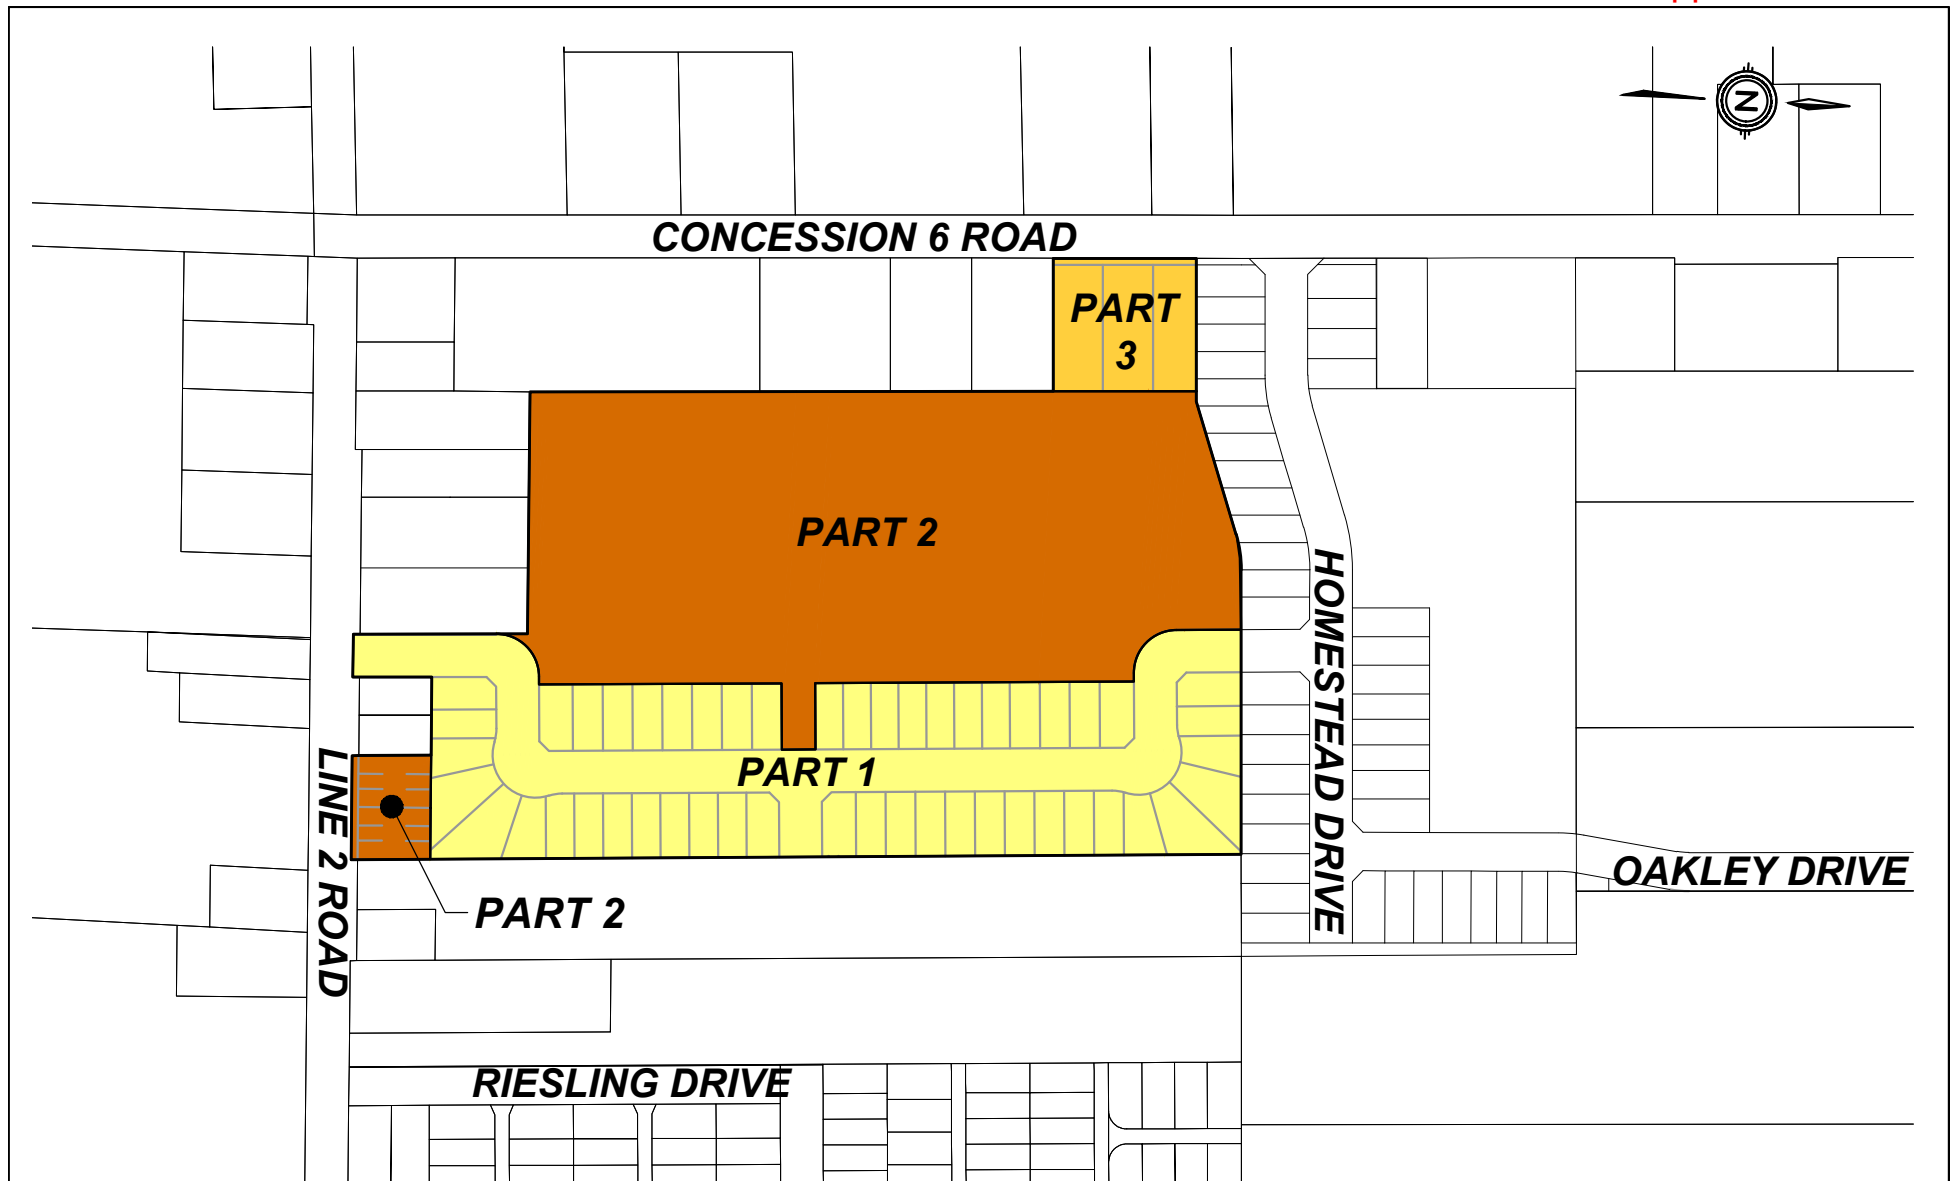 N
CONCESSION 6 ROAD
PART
3
PART 2
HOMESTEAD DRIVE
PART 1
LINE 2 ROAD
OAKLEY DRIVE
PART 2
RIESLING DRIVE